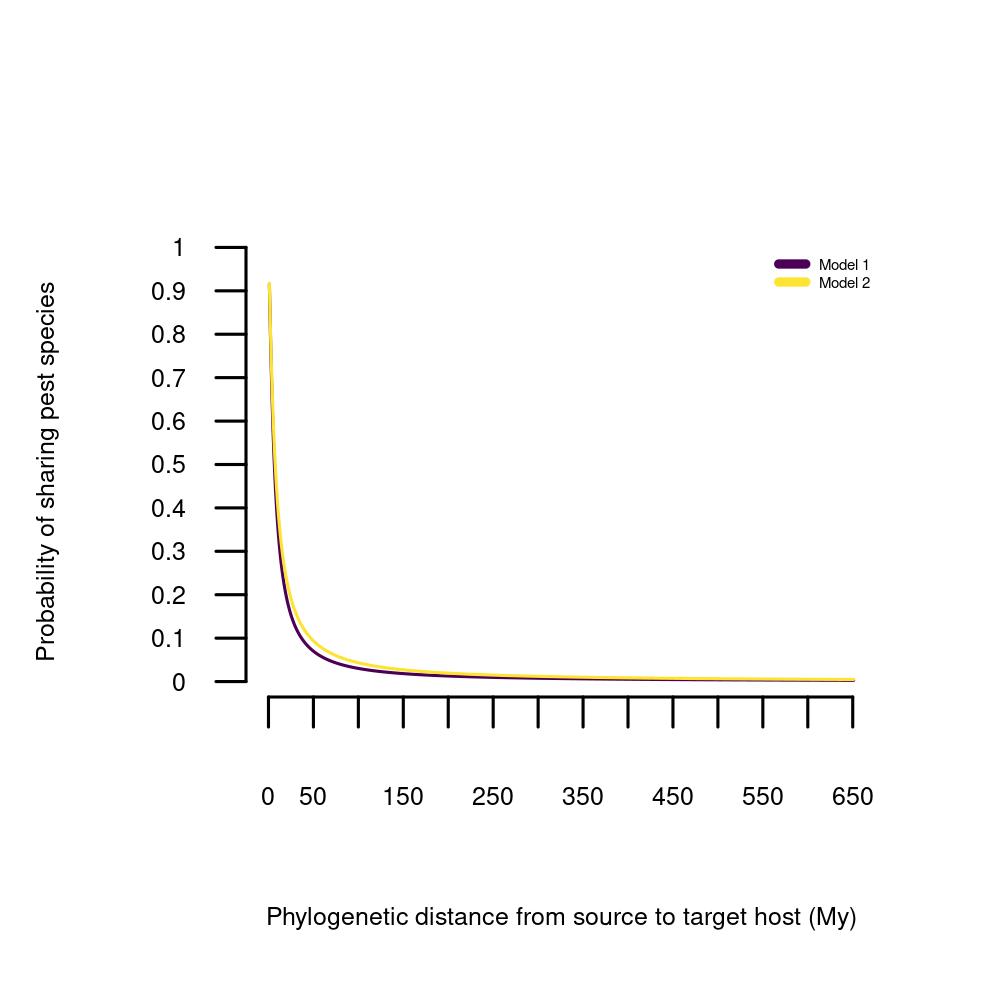 Probability of sharing pest species
1
0.9
0.8
0.7
0.6
0.5
0.4
0.3
0.2
0.1
0
Model 1
Model 2
0 50 150 250 350 450 550 650
Phylogenetic distance from source to target host (My)